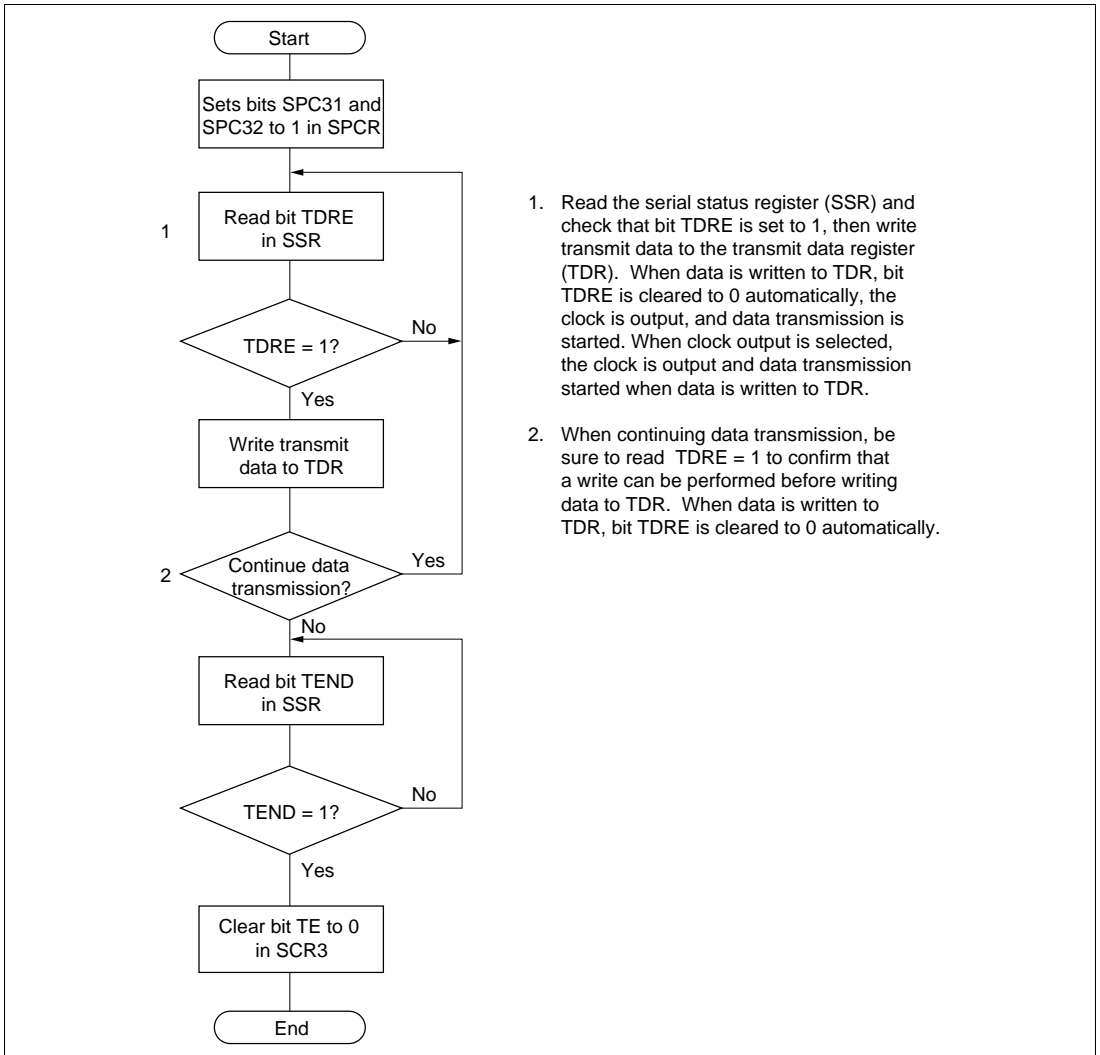 Start
Sets bits SPC31 and
SPC32 to 1 in SPCR
1
Read bit TDRE
in SSR
TDRE = 1?
No
Yes
Write transmit
data to TDR
2
Continue data
transmission?
Yes
No
Read bit TEND
in SSR
TEND = 1?
No
Yes
Clear bit TE to 0
in SCR3
End
1. Read the serial status register (SSR) and
check that bit TDRE is set to 1, then write
transmit data to the transmit data register
(TDR).  When data is written to TDR, bit
TDRE is cleared to 0 automatically, the
clock is output, and data transmission is
started. When clock output is selected,
the clock is output and data transmission
started when data is written to TDR.
2. When continuing data transmission, be
sure to read  TDRE = 1 to confirm that
a write can be performed before writing
data to TDR.  When data is written to
TDR, bit TDRE is cleared to 0 automatically.